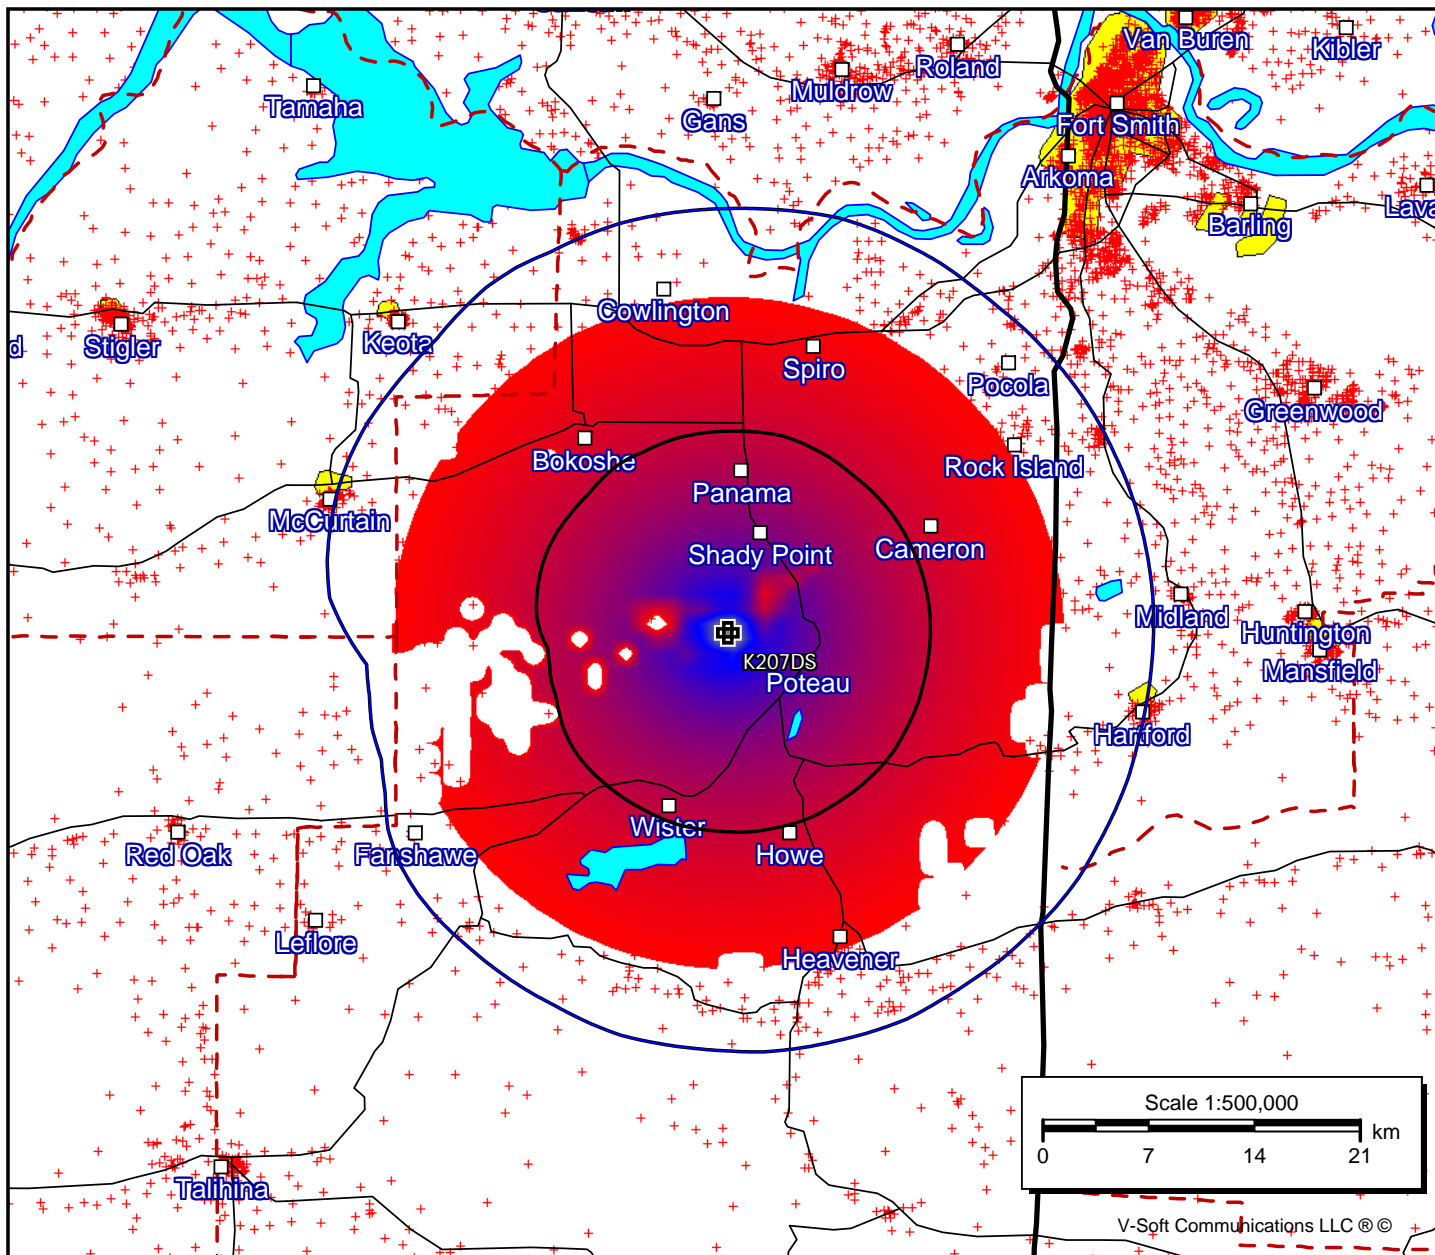 Van Buren
Kibler
Roland
Muldrow
Tamaha
Gans
Fort Smith
Arkoma
Lava
Barling
Cowlington
Keota
Stigler
d
Spiro
Pocola
Greenwood
Bokoshe
Rock Island
Panama
McCurtain
Shady Point
Cameron
Midland
Huntington
Mansfield
K207DS
Poteau
Hartford
Wister
Red Oak
Fanshawe
Howe
Leflore
Heavener
Scale 1:500,000
km
0 7 14 21
Talihina
V-Soft Communications LLC ® ©